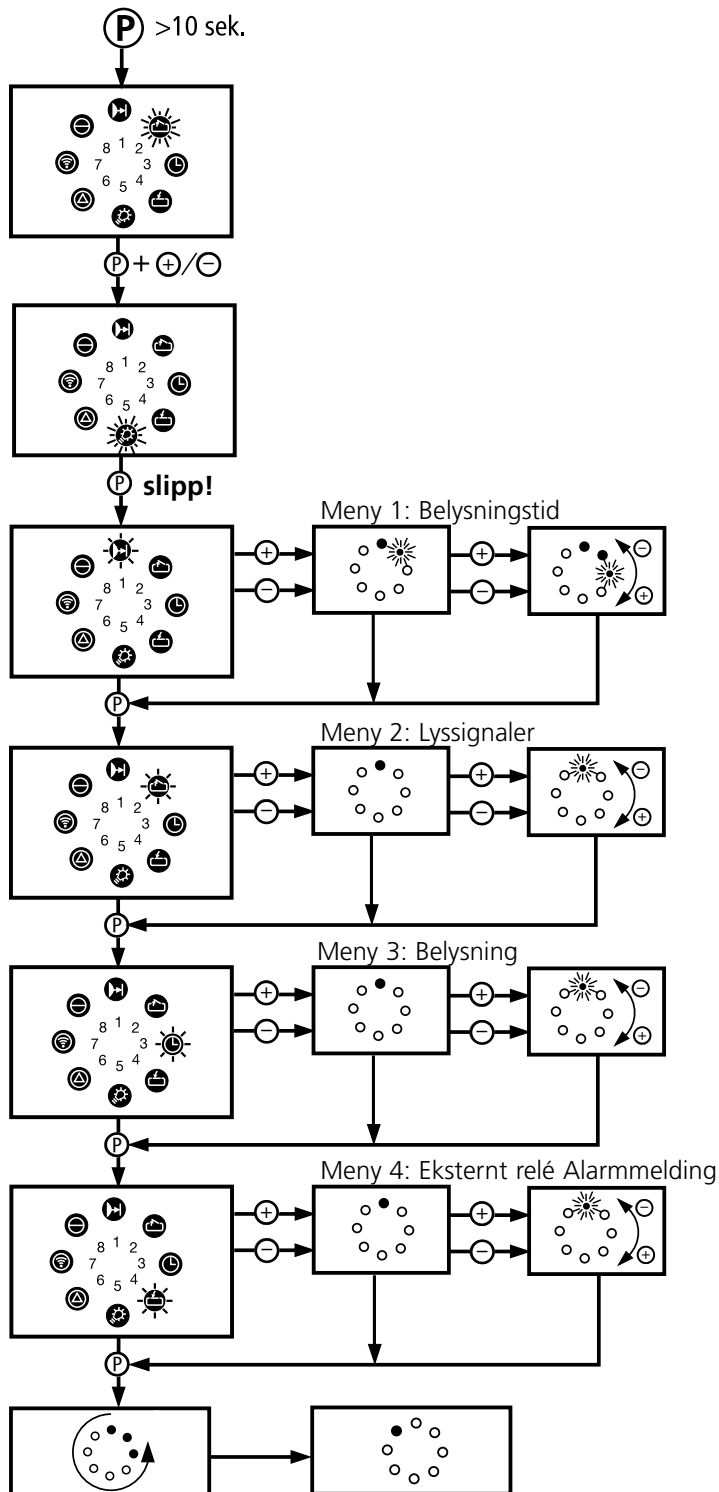 P >10 sek.
8 1 2
7 3
6 5 4
P + +/−
8 1 2
7 3
6 5 4
P slipp!
Meny 1: Belysningstid
8 1 2
7 3
6 5 4
+ + −
− − +
P
Meny 2: Lyssignaler
8 1 2
7 3
6 5 4
+ + −
− − +
P
Meny 3: Belysning
8 1 2
7 3
6 5 4
+ + −
− − +
P
Meny 4: Eksternt relé Alarmmelding
8 1 2
7 3
6 5 4
+ + −
− − +
P